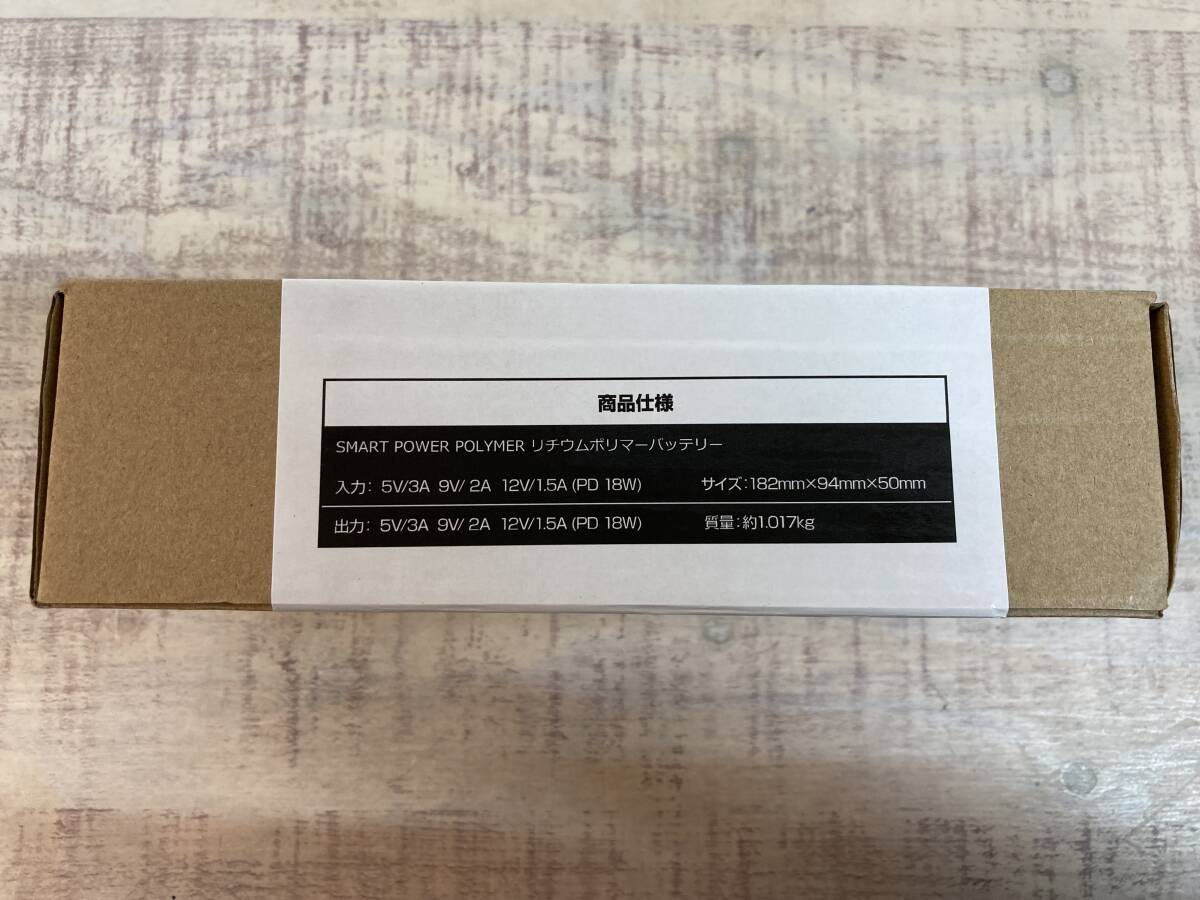 商品仕様
SMART POWER POLYMER リチウムポリマーバッテリー
入力: 5V/3A 9V/ 2A 12V/1.5A (PD 18W) サイズ:182mm×94mm×50mm
出力: 5V/3A 9V/ 2A 12V/1.5A (PD 18W) 質量:約1.017kg